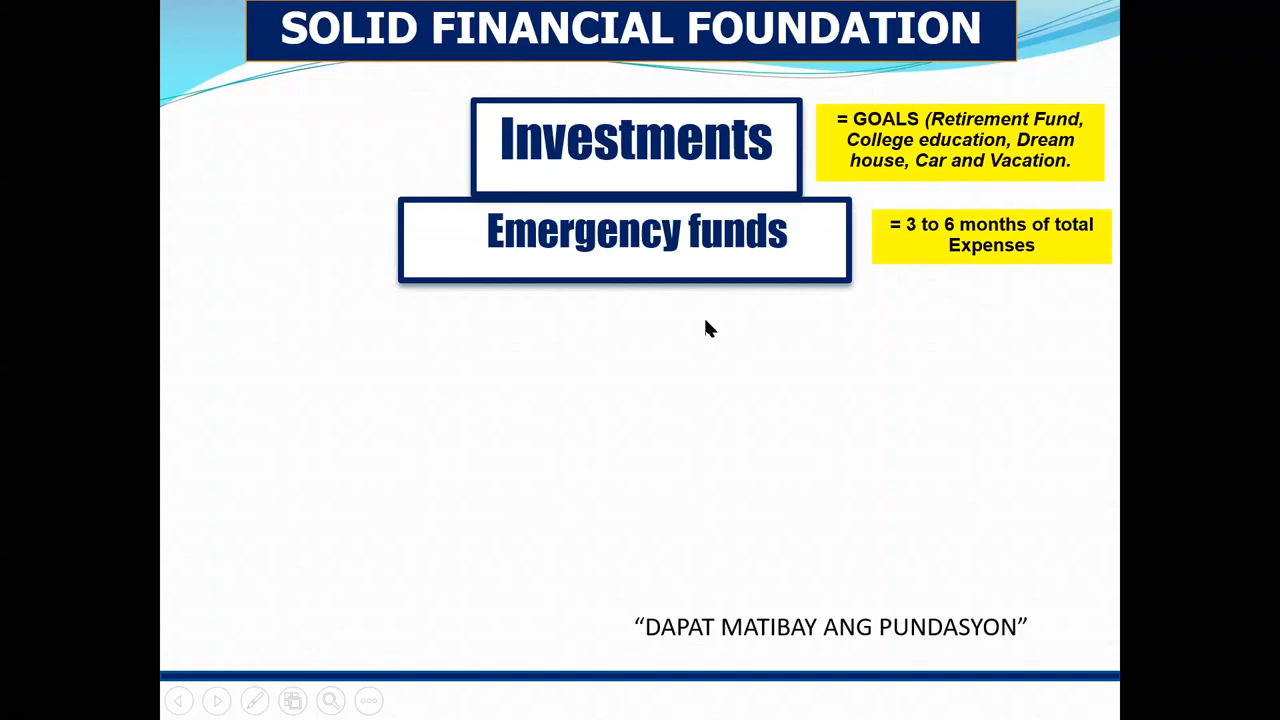 SOLID FINANCIAL FOUNDATION
Investments
= GOALS (Retirement Fund,
College education, Dream
house, Car and Vacation.
Emergency funds
= 3 to 6 months of total
Expenses
“DAPAT MATIBAY ANG PUNDASYON”